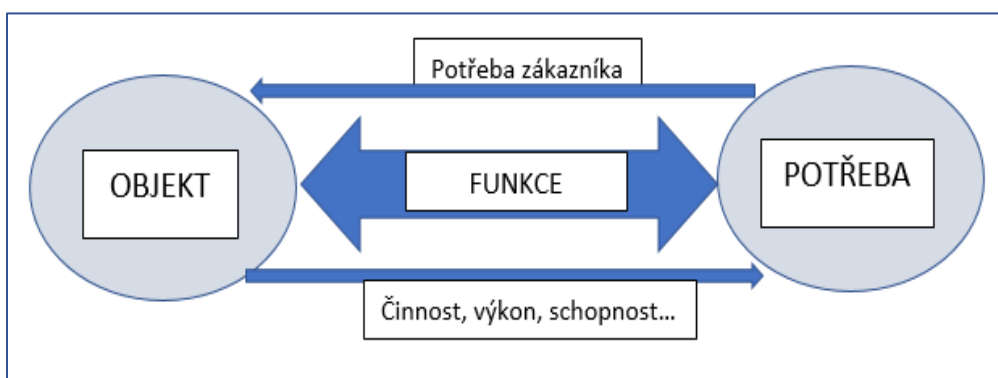 Potřeba zákazníka
OBJEKT
FUNKCE
POTŘEBA
Činnost, výkon, schopnost...